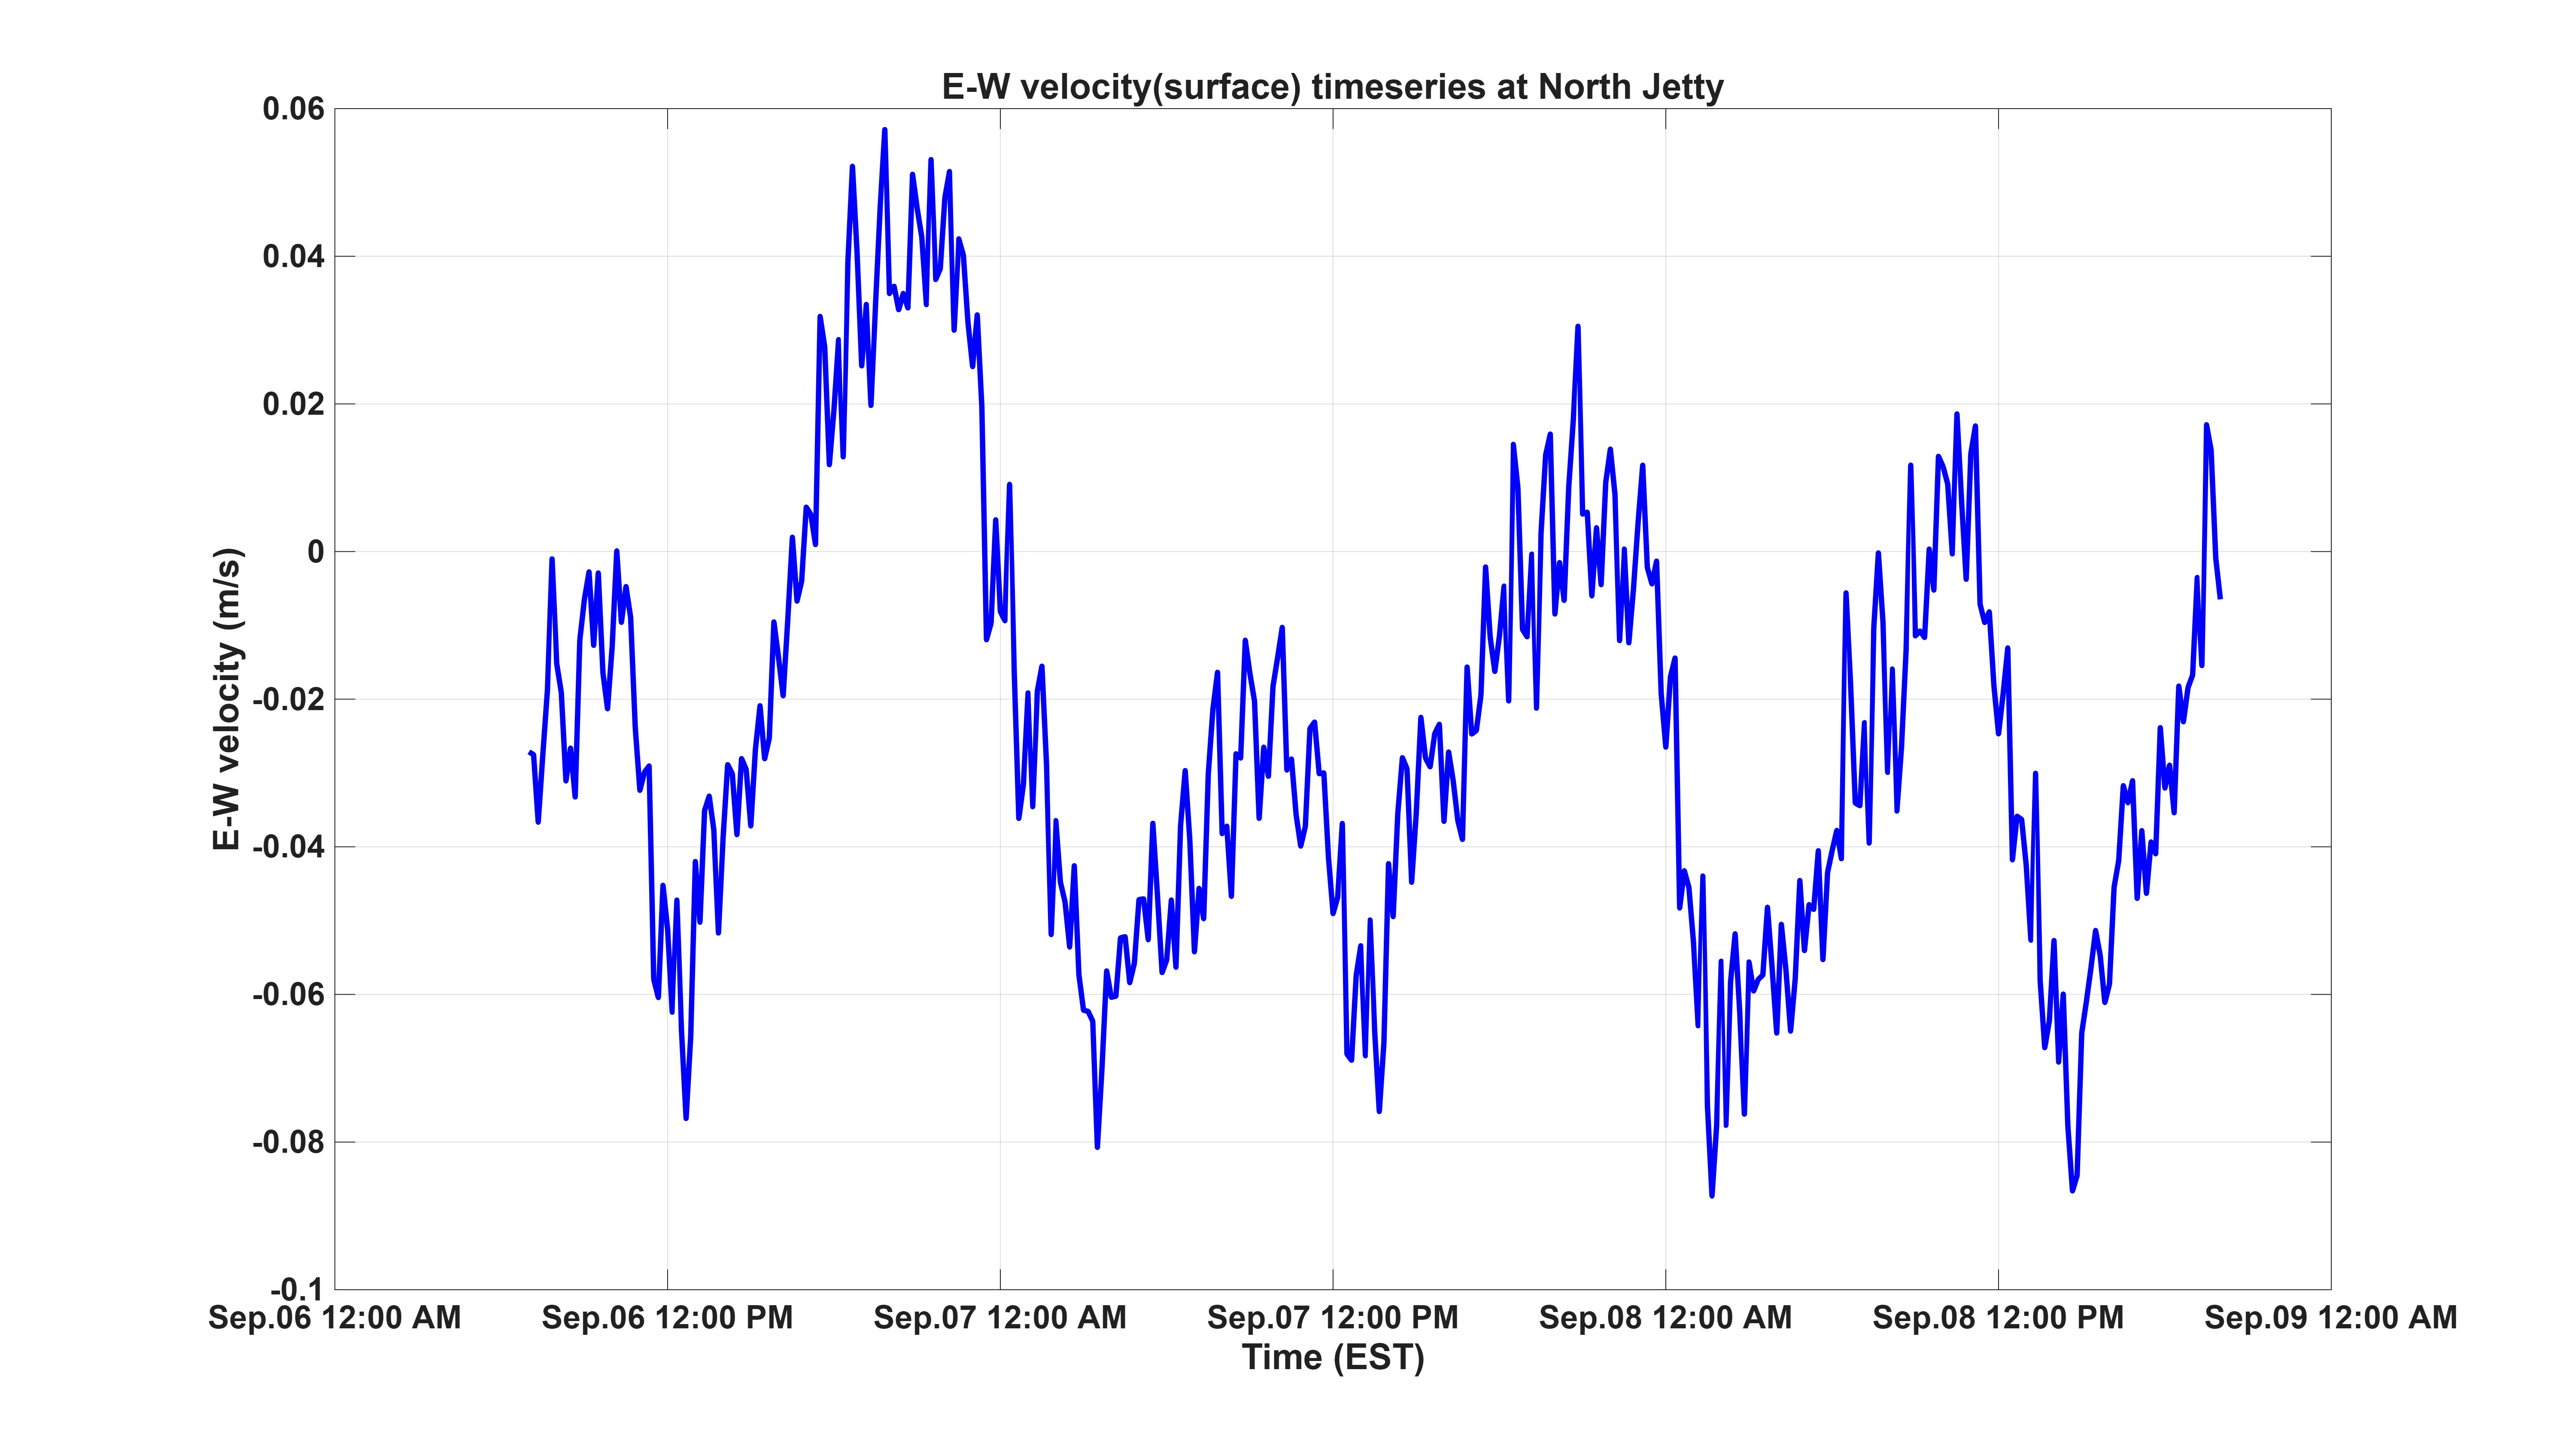 E-W velocity(surface) timeseries at North Jetty
0.06
0.04
0.02
0
-0.02
-0.04
-0.06
-0.08
-0.1
E-W velocity (m/s)
Sep.06 12:00 AM
Sep.06 12:00 PM
Sep.07 12:00 AM
Sep.07 12:00 PM
Sep.08 12:00 AM
Sep.08 12:00 PM
Sep.09 12:00 AM
Time (EST)